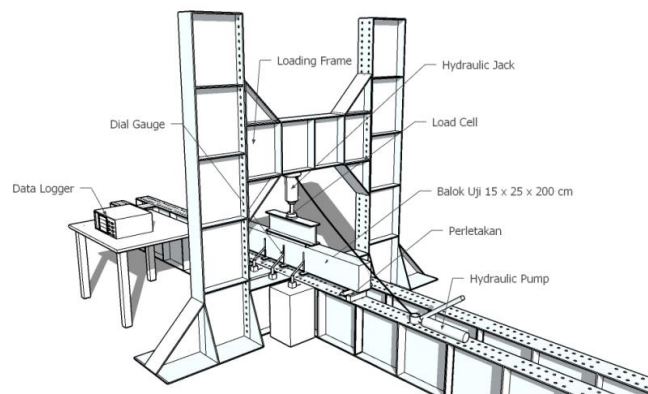 Loading Frame
Hydraulic Jack
Dial Gauge
Load Cell
Data Logger
Balok Uji 15 x 25 x 200 cm
Perletakan
Hydraulic Pump